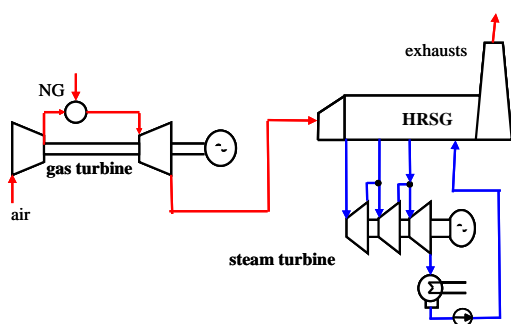 exhausts
NG
HRSG
gas turbine
air
steam turbine